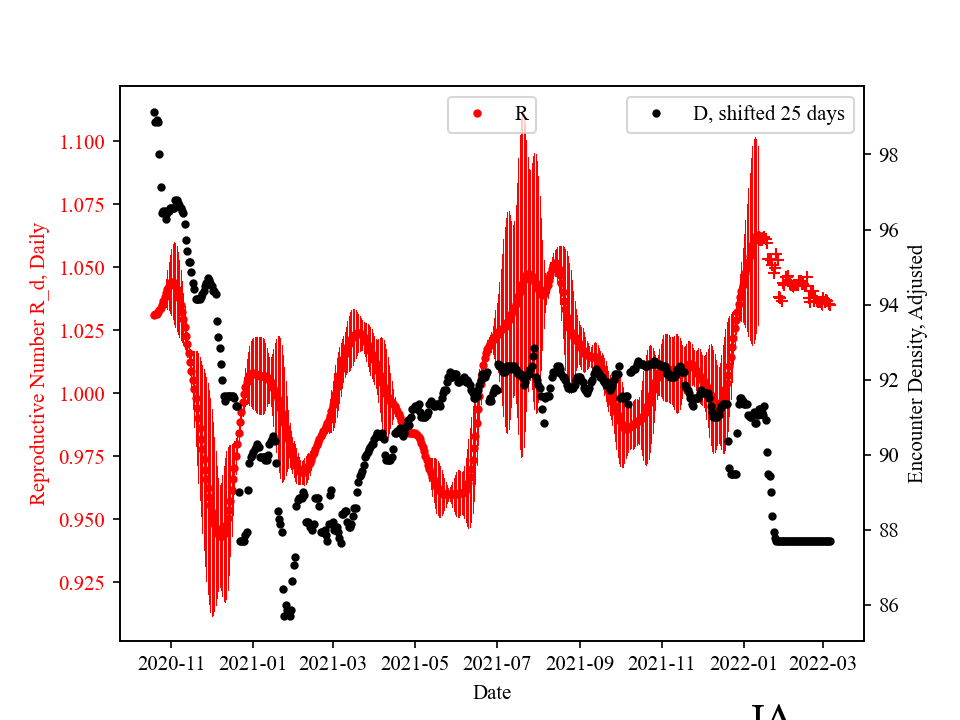 R
D, shifted 25 days
1.100
1.075
1.050
1.025
1.000
0.975
0.950
0.925
Reproductive Number R_d, Daily
98
96
94
92
90
88
86
Encounter Density, Adjusted
2020-11 2021-01 2021-03 2021-05 2021-07 2021-09 2021-11 2022-01 2022-03
Date
IA